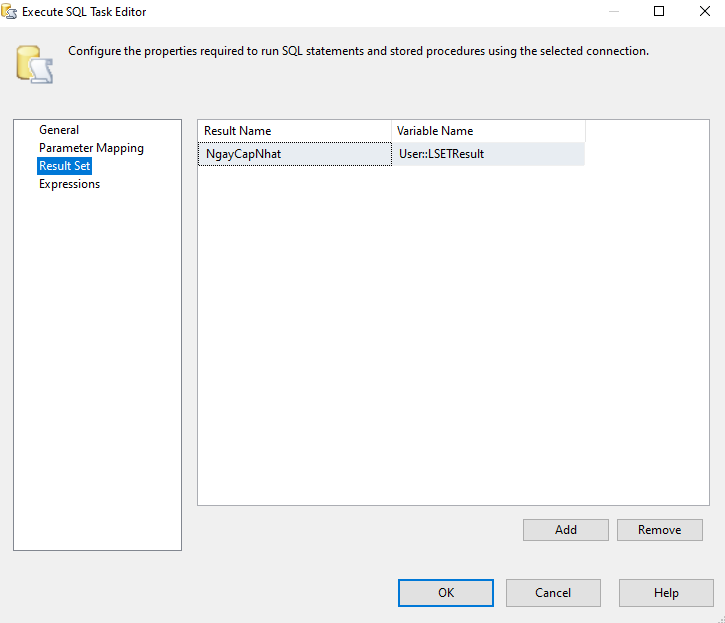 Execute SQL Task Editor
Configure the properties required to run SQL statements and stored procedures using the selected connection.
General
Parameter Mapping
Result Set
Expressions
Result Name Variable Name
NgayCapNhat User::LSETResult
Add Remove
OK Cancel Help